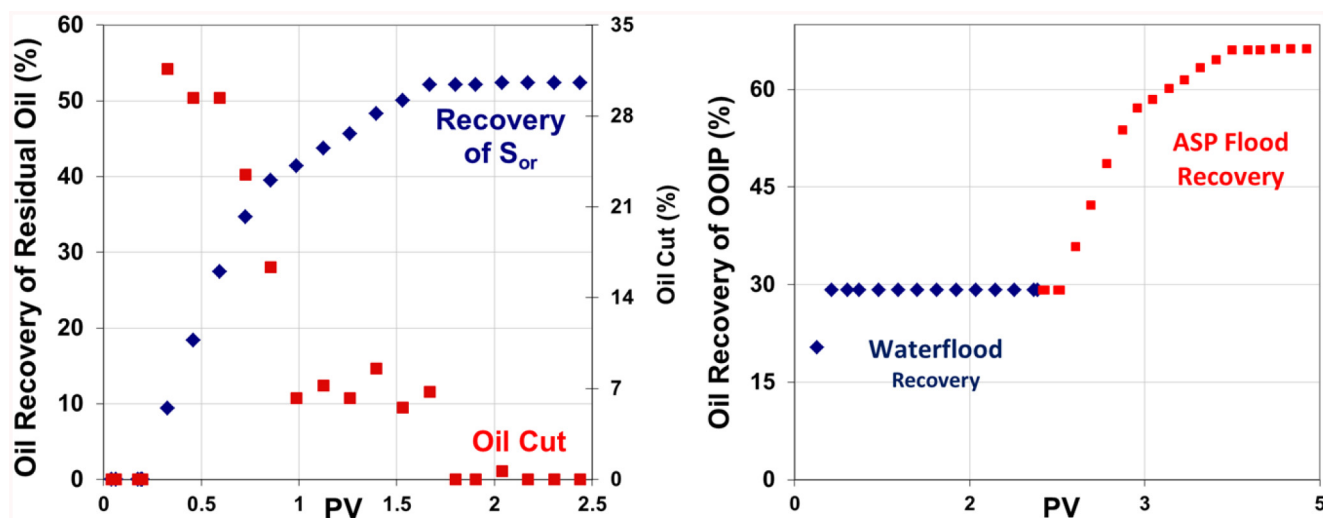 Oil Recovery of Residual Oil (%)
60
50
40
30
20
10
0
0
0.5
1
1.5
2
2.5
PV
35
28
21
14
7
0
Oil Cut (%)
Recovery
of Sor
Oil Cut
Oil Recovery of OOIP (%)
60
45
30
15
0
0
2
3
5
PV
ASP Flood
Recovery
Waterflood
Recovery